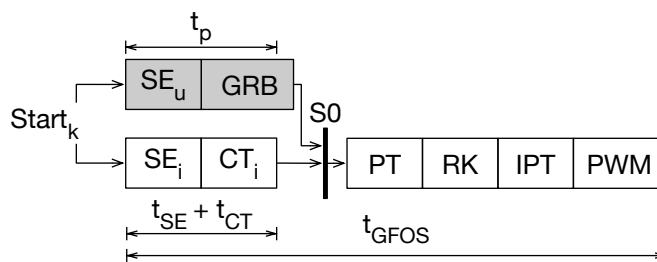 t_p
SE_u GRB
S0
Start_k
SE_i CT_i PT RK IPT PWM
t_SE + t_CT
t_GFOS